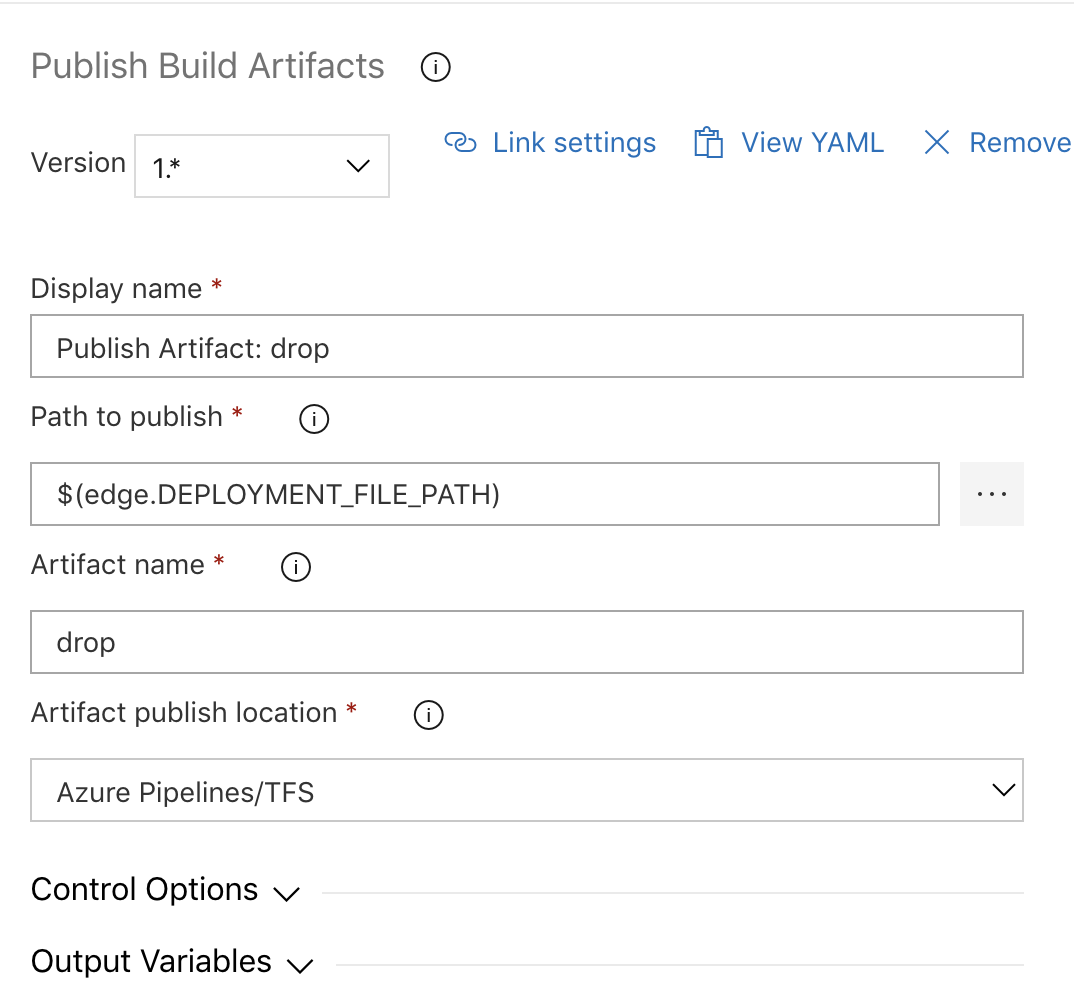 Publish Build Artifacts
Link settings View YAML Remove
Version 1.*
Display name *
Publish Artifact: drop
Path to publish *
$(edge.DEPLOYMENT_FILE_PATH)
Artifact name *
drop
Artifact publish location *
Azure Pipelines/TFS
Control Options
Output Variables